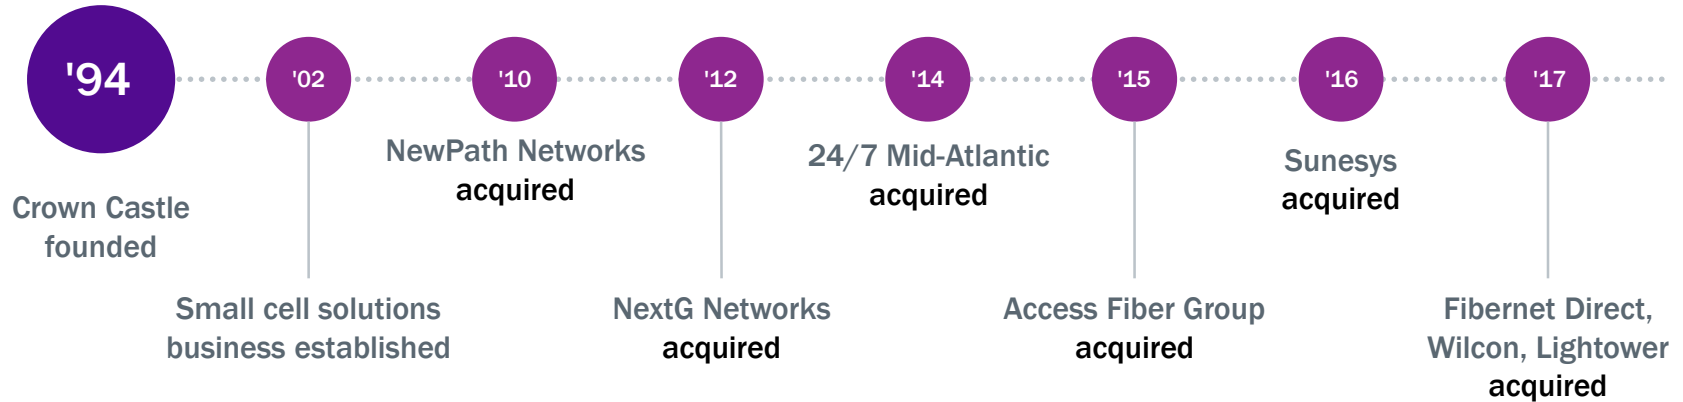 '94
'02
'10
'12
'14
'15
'16
'17
Crown Castle
founded
Small cell solutions
business established
NewPath Networks
acquired
NextG Networks
acquired
24/7 Mid-Atlantic
acquired
Access Fiber Group
acquired
Sunesys
acquired
Fibernet Direct,
Wilcon, Lightower
acquired